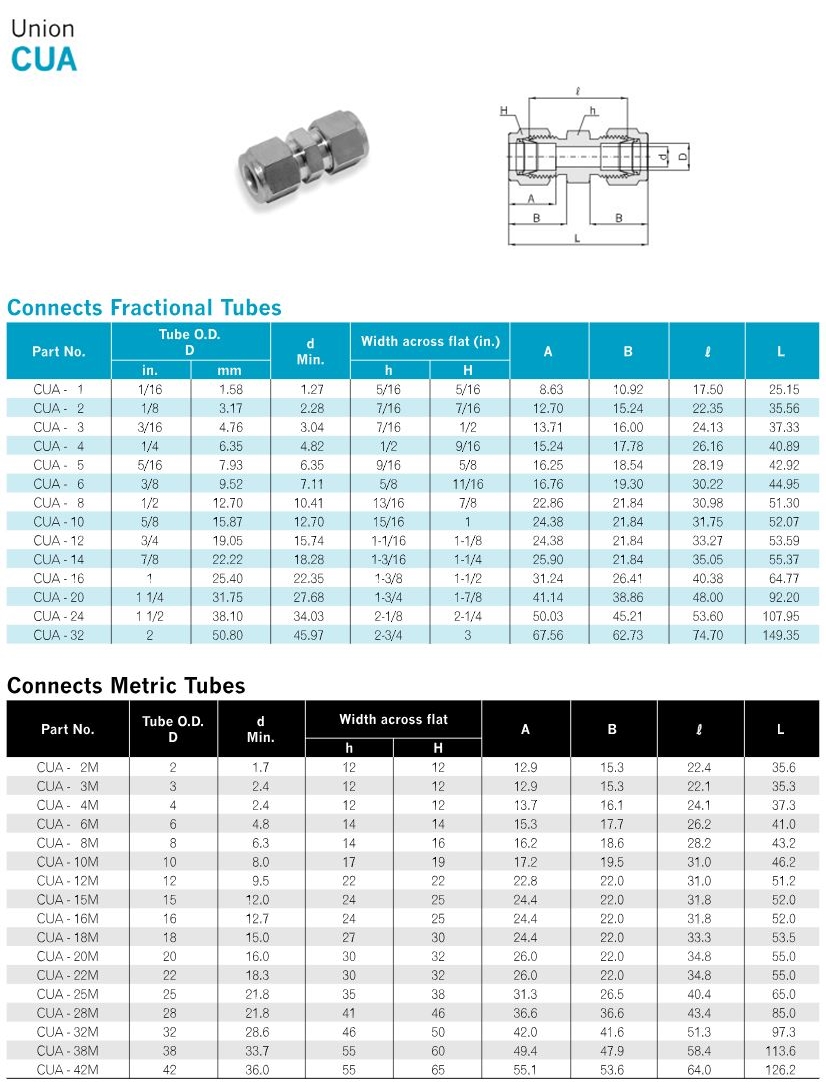 Union
CUA
ℓ
H h
d D
A
B B
L
Connects Fractional Tubes
Part No. Tube O.D. D d Min. Width across flat (in.) A B ℓ L
in. mm h H
CUA - 1 1/16 1.58 1.27 5/16 5/16 8.63 10.92 17.50 25.15
CUA - 2 1/8 3.17 2.28 7/16 7/16 12.70 15.24 22.35 35.56
CUA - 3 3/16 4.76 3.04 7/16 1/2 13.71 16.00 24.13 37.33
CUA - 4 1/4 6.35 4.82 1/2 9/16 15.24 17.78 26.16 40.89
CUA - 5 5/16 7.93 6.35 9/16 5/8 16.25 18.54 28.19 42.92
CUA - 6 3/8 9.52 7.11 5/8 11/16 16.76 19.30 30.22 44.95
CUA - 8 1/2 12.70 10.41 13/16 7/8 22.86 21.84 30.98 51.30
CUA - 10 5/8 15.87 12.70 15/16 1 24.38 21.84 31.75 52.07
CUA - 12 3/4 19.05 15.74 1-1/16 1-1/8 24.38 21.84 33.27 53.59
CUA - 14 7/8 22.22 18.28 1-3/16 1-1/4 25.90 21.84 35.05 55.37
CUA - 16 1 25.40 22.35 1-3/8 1-1/2 31.24 26.41 40.38 64.77
CUA - 20 1 1/4 31.75 27.68 1-3/4 1-7/8 41.14 38.86 48.00 92.20
CUA - 24 1 1/2 38.10 34.03 2-1/8 2-1/4 50.03 45.21 53.60 107.95
CUA - 32 2 50.80 45.97 2-3/4 3 67.56 62.73 74.70 149.35
Connects Metric Tubes
Part No. Tube O.D. D d Min. Width across flat A B ℓ L
h H
CUA - 2M 2 1.7 12 12 12.9 15.3 22.4 35.6
CUA - 3M 3 2.4 12 12 12.9 15.3 22.1 35.3
CUA - 4M 4 2.4 12 12 13.7 16.1 24.1 37.3
CUA - 6M 6 4.8 14 14 15.3 17.7 26.2 41.0
CUA - 8M 8 6.3 14 16 16.2 18.6 28.2 43.2
CUA - 10M 10 8.0 17 19 17.2 19.5 31.0 46.2
CUA - 12M 12 9.5 22 22 22.8 22.0 31.0 51.2
CUA - 15M 15 12.0 24 25 24.4 22.0 31.8 52.0
CUA - 16M 16 12.7 24 25 24.4 22.0 31.8 52.0
CUA - 18M 18 15.0 27 30 24.4 22.0 33.3 53.5
CUA - 20M 20 16.0 30 32 26.0 22.0 34.8 55.0
CUA - 22M 22 18.3 30 32 26.0 22.0 34.8 55.0
CUA - 25M 25 21.8 35 38 31.3 26.5 40.4 65.0
CUA - 28M 28 21.8 41 46 36.6 36.6 43.4 85.0
CUA - 32M 32 28.6 46 50 42.0 41.6 51.3 97.3
CUA - 38M 38 33.7 55 60 49.4 47.9 58.4 113.6
CUA - 42M 42 36.0 55 65 55.1 53.6 64.0 126.2